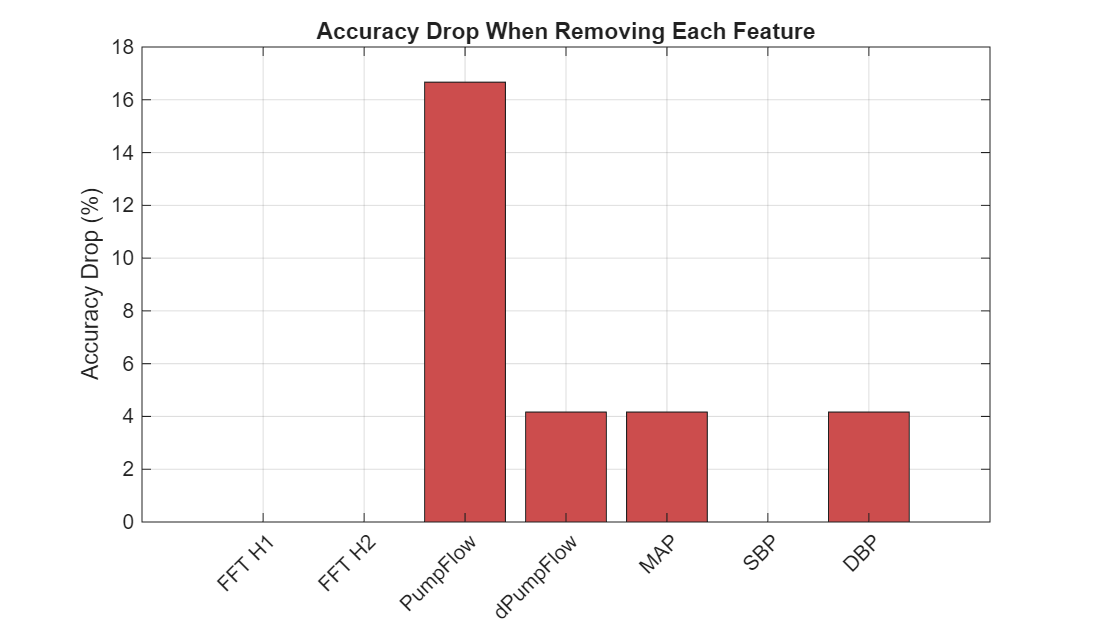 Accuracy Drop When Removing Each Feature
Accuracy Drop (%)
18
16
14
12
10
8
6
4
2
0
FFT H1
FFT H2
PumpFlow
dPumpFlow
MAP
SBP
DBP